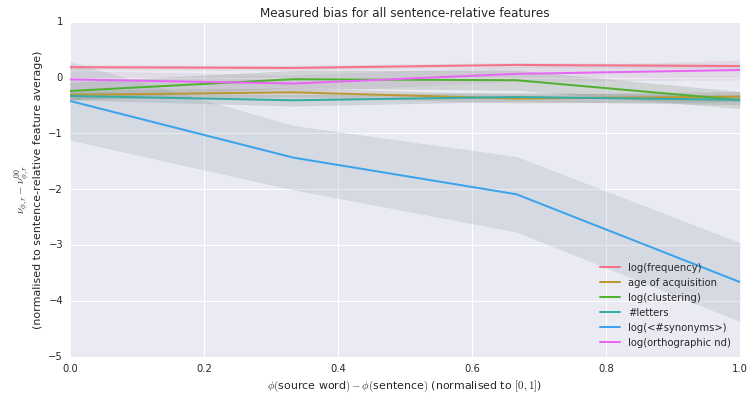 Measured bias for all sentence-relative features
1
0
−1
−2
−3
−4
−5
0.0 0.2 0.4 0.6 0.8 1.0
ν_{ϕ,r} − ν^{00}_{ϕ,r}
(normalised to sentence-relative feature average)
ϕ(source word) − ϕ(sentence) (normalised to [0, 1])
log(frequency)
age of acquisition
log(clustering)
#letters
log(<#synonyms>)
log(orthographic nd)